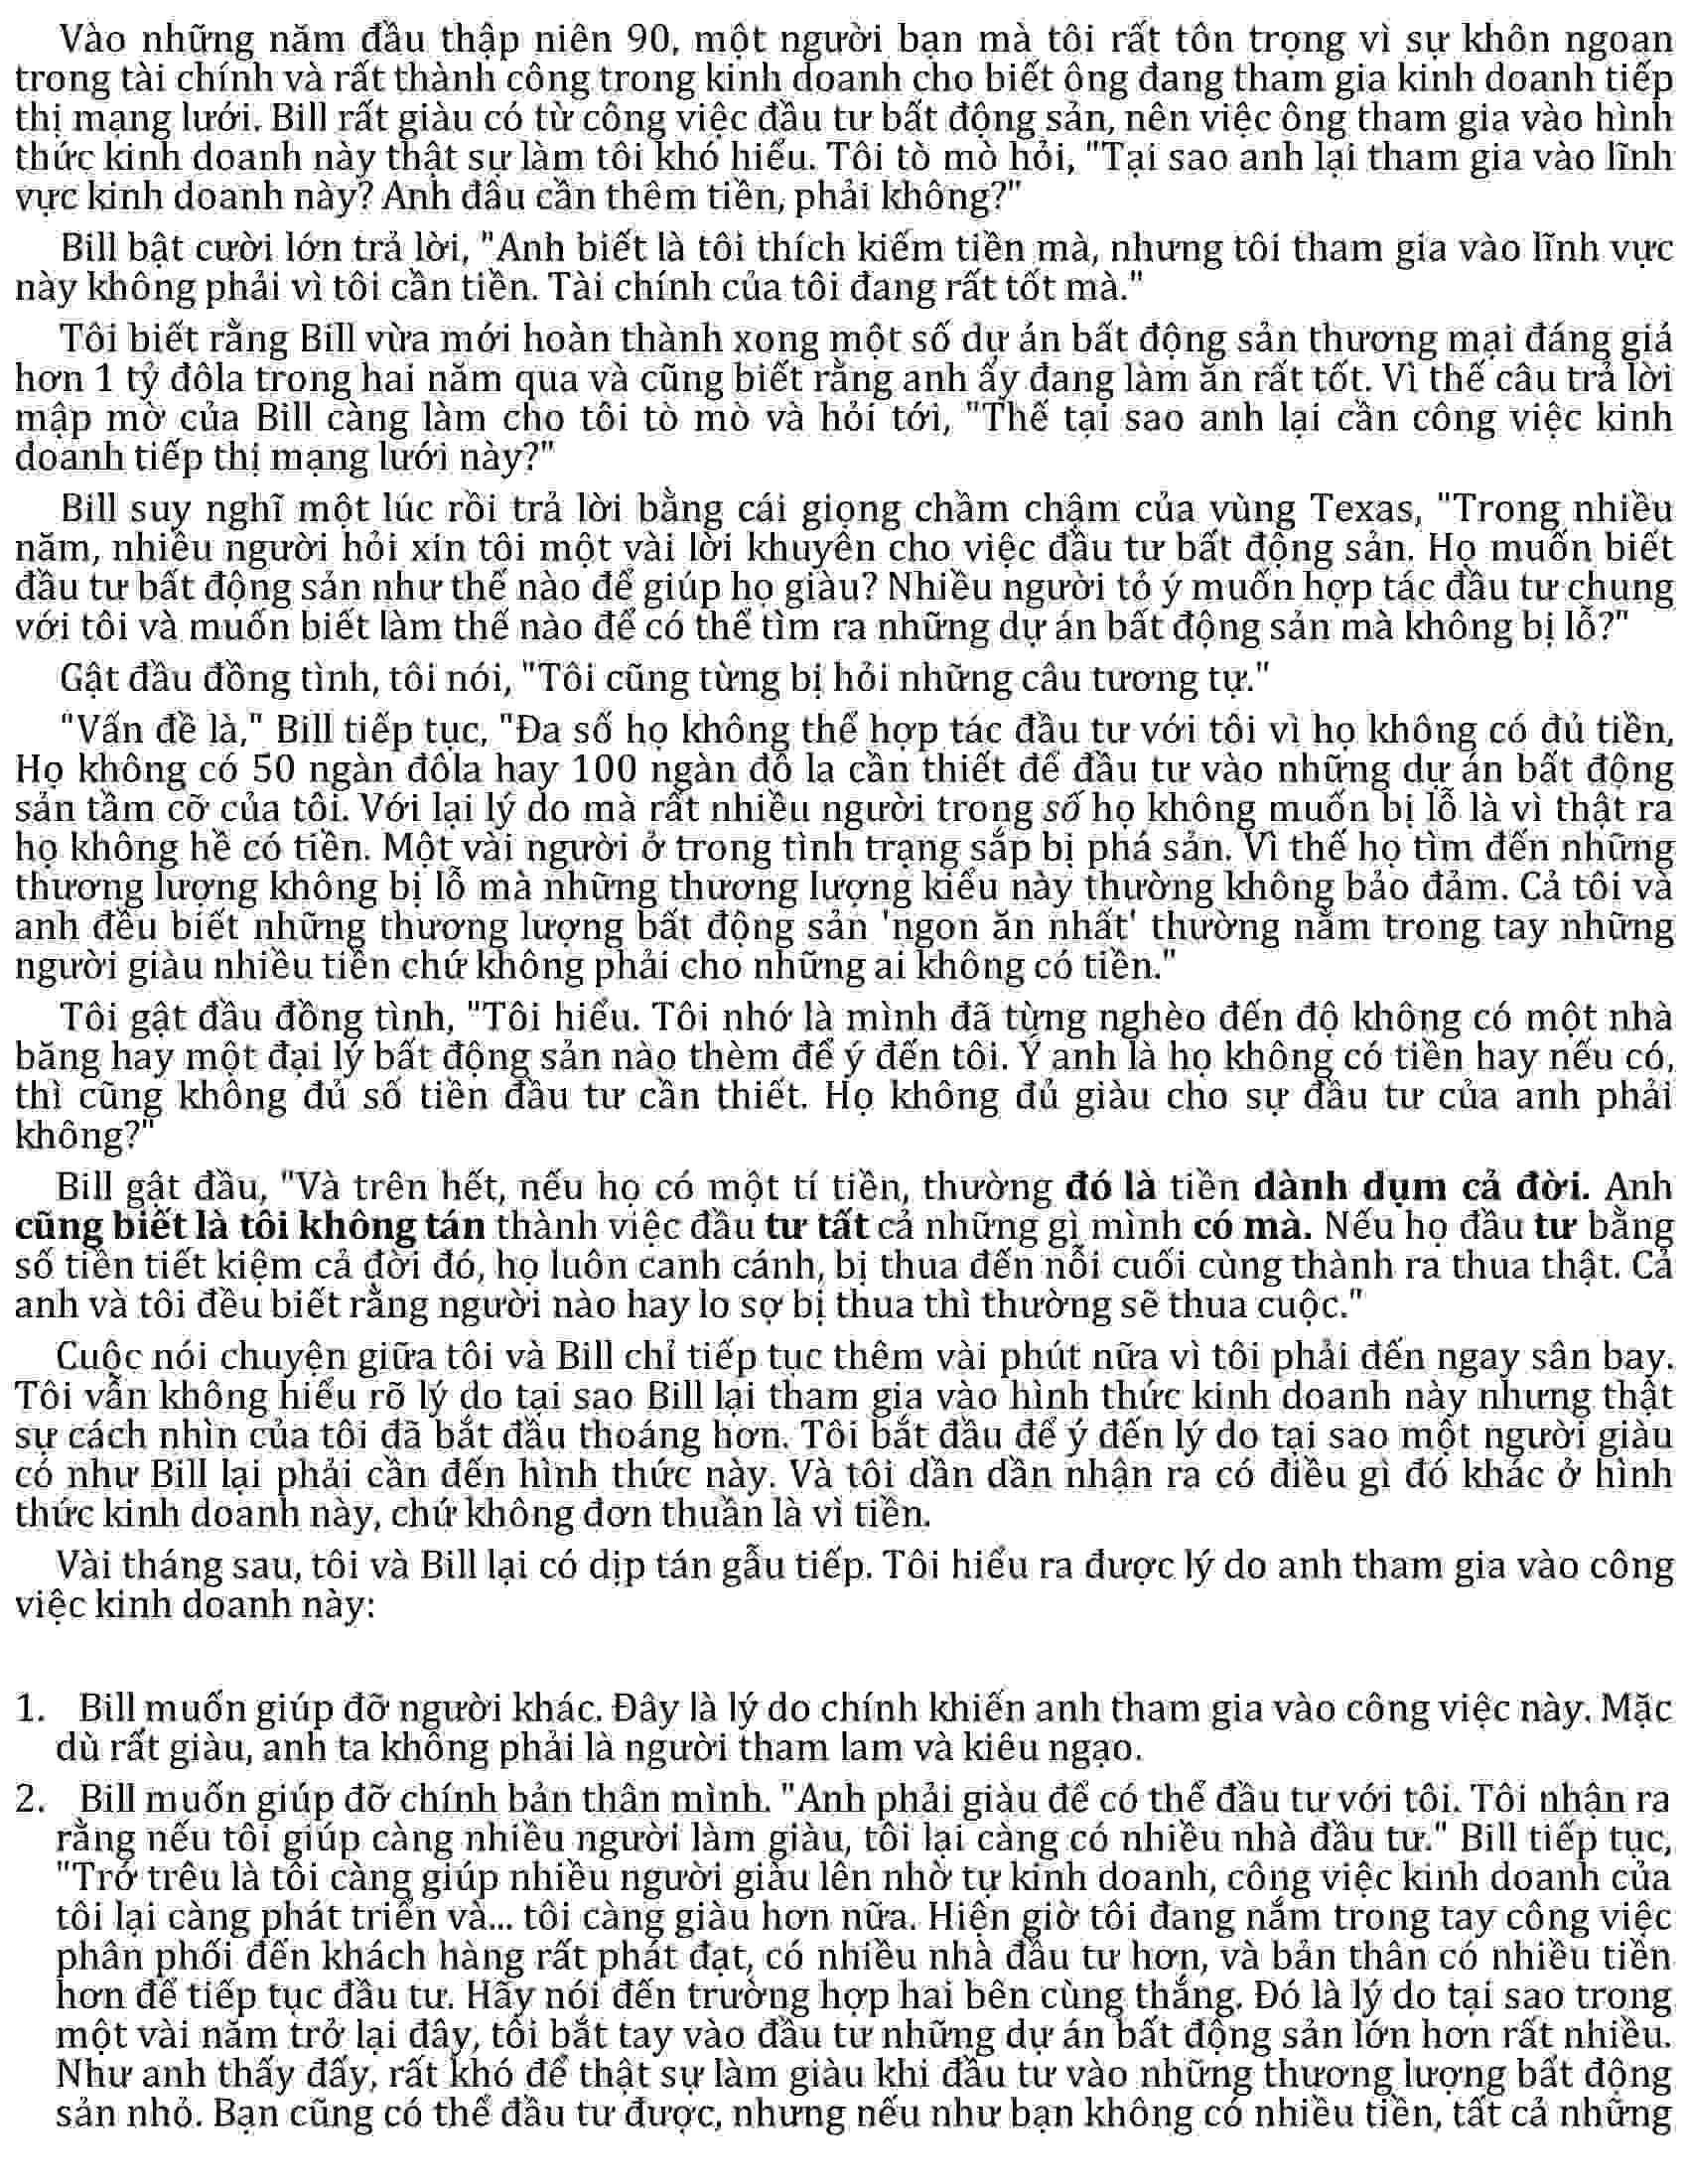 Vào những năm đầu thập niên 90, một người bạn mà tôi rất tôn trọng vì sự khôn ngoan
trong tài chính và rất thành công trong kinh doanh cho biết ông đang tham gia kinh doanh tiếp
thị mạng lưới. Bill rất giàu có từ công việc đầu tư bất động sản, nên việc ông tham gia vào hình
thức kinh doanh này thật sự làm tôi khó hiểu. Tôi tò mò hỏi, "Tại sao anh lại tham gia vào lĩnh
vực kinh doanh này? Anh đâu cần thêm tiền, phải không?"
Bill bật cười lớn trả lời, "Anh biết là tôi thích kiếm tiền mà, nhưng tôi tham gia vào lĩnh vực
này không phải vì tôi cần tiền. Tài chính của tôi đang rất tốt mà."
Tôi biết rằng Bill vừa mới hoàn thành xong một số dự án bất động sản thương mại đáng giá
hơn 1 tỷ đôla trong hai năm qua và cũng biết rằng anh ấy đang làm ăn rất tốt. Vì thế câu trả lời
mập mờ của Bill càng làm cho tôi tò mò và hỏi tới, "Thế tại sao anh lại cần công việc kinh
doanh tiếp thị mạng lưới này?"
Bill suy nghĩ một lúc rồi trả lời bằng cái giọng chầm chậm của vùng Texas, "Trong nhiều
năm, nhiều người hỏi xin tôi một vài lời khuyên cho việc đầu tư bất động sản. Họ muốn biết
đầu tư bất động sản như thế nào để giúp họ giàu? Nhiều người tỏ ý muốn hợp tác đầu tư chung
với tôi và muốn biết làm thế nào để có thể tìm ra những dự án bất động sản mà không bị lỗ?"
Gật đầu đồng tình, tôi nói, "Tôi cũng từng bị hỏi những câu tương tự."
"Vấn đề là," Bill tiếp tục, "Đa số họ không thể hợp tác đầu tư với tôi vì họ không có đủ tiền,
Họ không có 50 ngàn đôla hay 100 ngàn đô la cần thiết để đầu tư vào những dự án bất động
sản tầm cỡ của tôi. Với lại lý do mà rất nhiều người trong số họ không muốn bị lỗ là vì thật ra
họ không hề có tiền. Một vài người ở trong tình trạng sắp bị phá sản. Vì thế họ tìm đến những
thương lượng không bị lỗ mà những thương lượng kiểu này thường không bảo đảm. Cả tôi và
anh đều biết những thương lượng bất động sản 'ngon ăn nhất' thường nằm trong tay những
người giàu nhiều tiền chứ không phải cho những ai không có tiền."
Tôi gật đầu đồng tình, "Tôi hiểu. Tôi nhớ là mình đã từng nghèo đến độ không có một nhà
băng hay một đại lý bất động sản nào thèm để ý đến tôi. Ý anh là họ không có tiền hay nếu có,
thì cũng không đủ số tiền đầu tư cần thiết. Họ không đủ giàu cho sự đầu tư của anh phải
không?"
Bill gật đầu, "Và trên hết, nếu họ có một tí tiền, thường đó là tiền dành dụm cả đời. Anh
cũng biết là tôi không tán thành việc đầu tư tất cả những gì mình có mà. Nếu họ đầu tư bằng
số tiền tiết kiệm cả đời đó, họ luôn canh cánh, bị thua đến nỗi cuối cùng thành ra thua thật. Cả
anh và tôi đều biết rằng người nào hay lo sợ bị thua thì thường sẽ thua cuộc."
Cuộc nói chuyện giữa tôi và Bill chỉ tiếp tục thêm vài phút nữa vì tôi phải đến ngay sân bay.
Tôi vẫn không hiểu rõ lý do tại sao Bill lại tham gia vào hình thức kinh doanh này nhưng thật
sự cách nhìn của tôi đã bắt đầu thoáng hơn. Tôi bắt đầu để ý đến lý do tại sao một người giàu
có như Bill lại phải cần đến hình thức này. Và tôi dần dần nhận ra có điều gì đó khác ở hình
thức kinh doanh này, chứ không đơn thuần là vì tiền.
Vài tháng sau, tôi và Bill lại có dịp tán gẫu tiếp. Tôi hiểu ra được lý do anh tham gia vào công
việc kinh doanh này:
1. Bill muốn giúp đỡ người khác. Đây là lý do chính khiến anh tham gia vào công việc này. Mặc
dù rất giàu, anh ta không phải là người tham lam và kiêu ngạo.
2. Bill muốn giúp đỡ chính bản thân mình. "Anh phải giàu để có thể đầu tư với tôi. Tôi nhận ra
rằng nếu tôi giúp càng nhiều người làm giàu, tôi lại càng có nhiều nhà đầu tư." Bill tiếp tục,
"Trớ trêu là tôi càng giúp nhiều người giàu lên nhờ tự kinh doanh, công việc kinh doanh của
tôi lại càng phát triển và... tôi càng giàu hơn nữa. Hiện giờ tôi đang nắm trong tay công việc
phân phối đến khách hàng rất phát đạt, có nhiều nhà đầu tư hơn, và bản thân có nhiều tiền
hơn để tiếp tục đầu tư. Hãy nói đến trường hợp hai bên cùng thắng. Đó là lý do tại sao trong
một vài năm trở lại đây, tôi bắt tay vào đầu tư những dự án bất động sản lớn hơn rất nhiều.
Như anh thấy đấy, rất khó để thật sự làm giàu khi đầu tư vào những thương lượng bất động
sản nhỏ. Bạn cũng có thể đầu tư được, nhưng nếu như bạn không có nhiều tiền, tất cả những